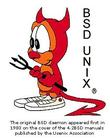 BSD UNIX®
The original BSD daemon appeared first in
1980 on the cover of the 4.2BSD manuals
published by the Usenix Association